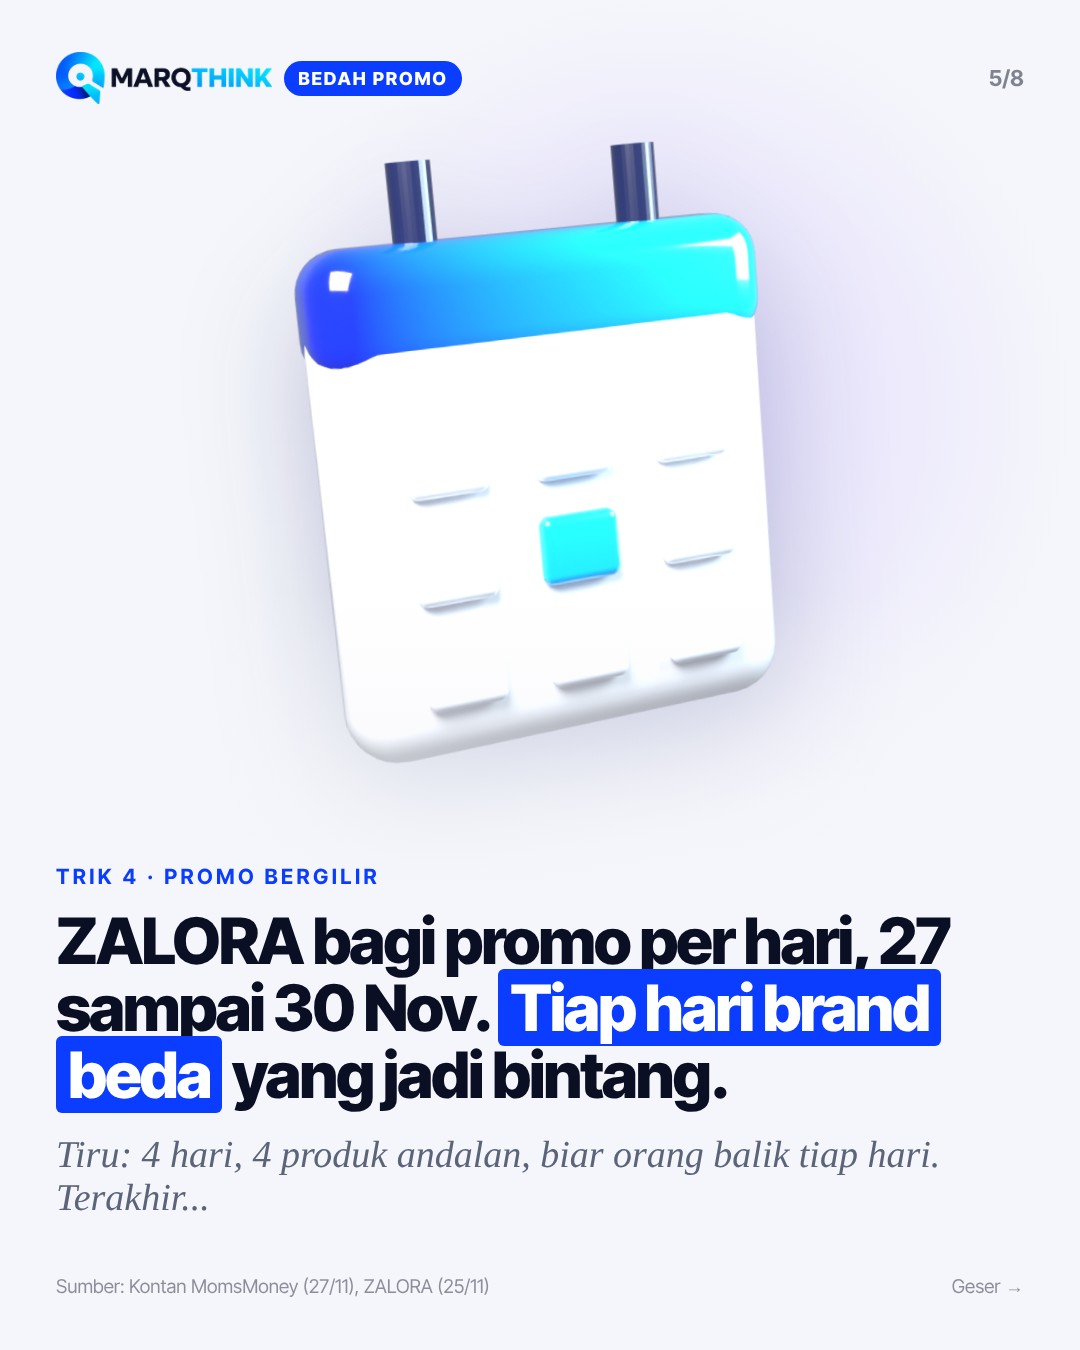 MARQTHINK
BEDAH PROMO
5/8
TRIK 4 · PROMO BERGILIR
ZALORA bagi promo per hari, 27
sampai 30 Nov. Tiap hari brand
beda yang jadi bintang.
Tiru: 4 hari, 4 produk andalan, biar orang balik tiap hari.
Terakhir...
Sumber: Kontan MomsMoney (27/11), ZALORA (25/11)
Geser →